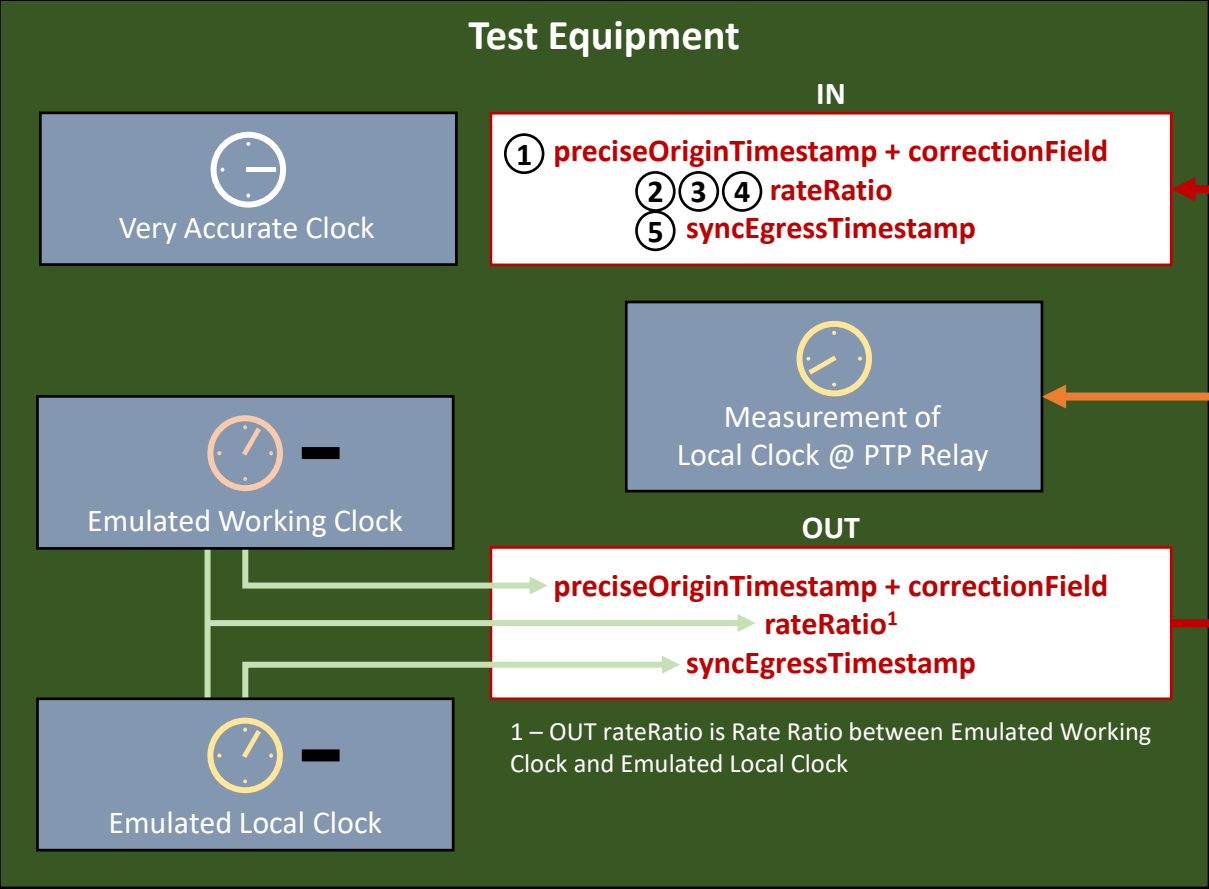 Test Equipment
IN
① preciseOriginTimestamp + correctionField
② ③ ④ rateRatio
⑤ syncEgressTimestamp
Very Accurate Clock
Measurement of
Local Clock @ PTP Relay
Emulated Working Clock
OUT
preciseOriginTimestamp + correctionField
rateRatio¹
syncEgressTimestamp
1 – OUT rateRatio is Rate Ratio between Emulated Working
Clock and Emulated Local Clock
Emulated Local Clock